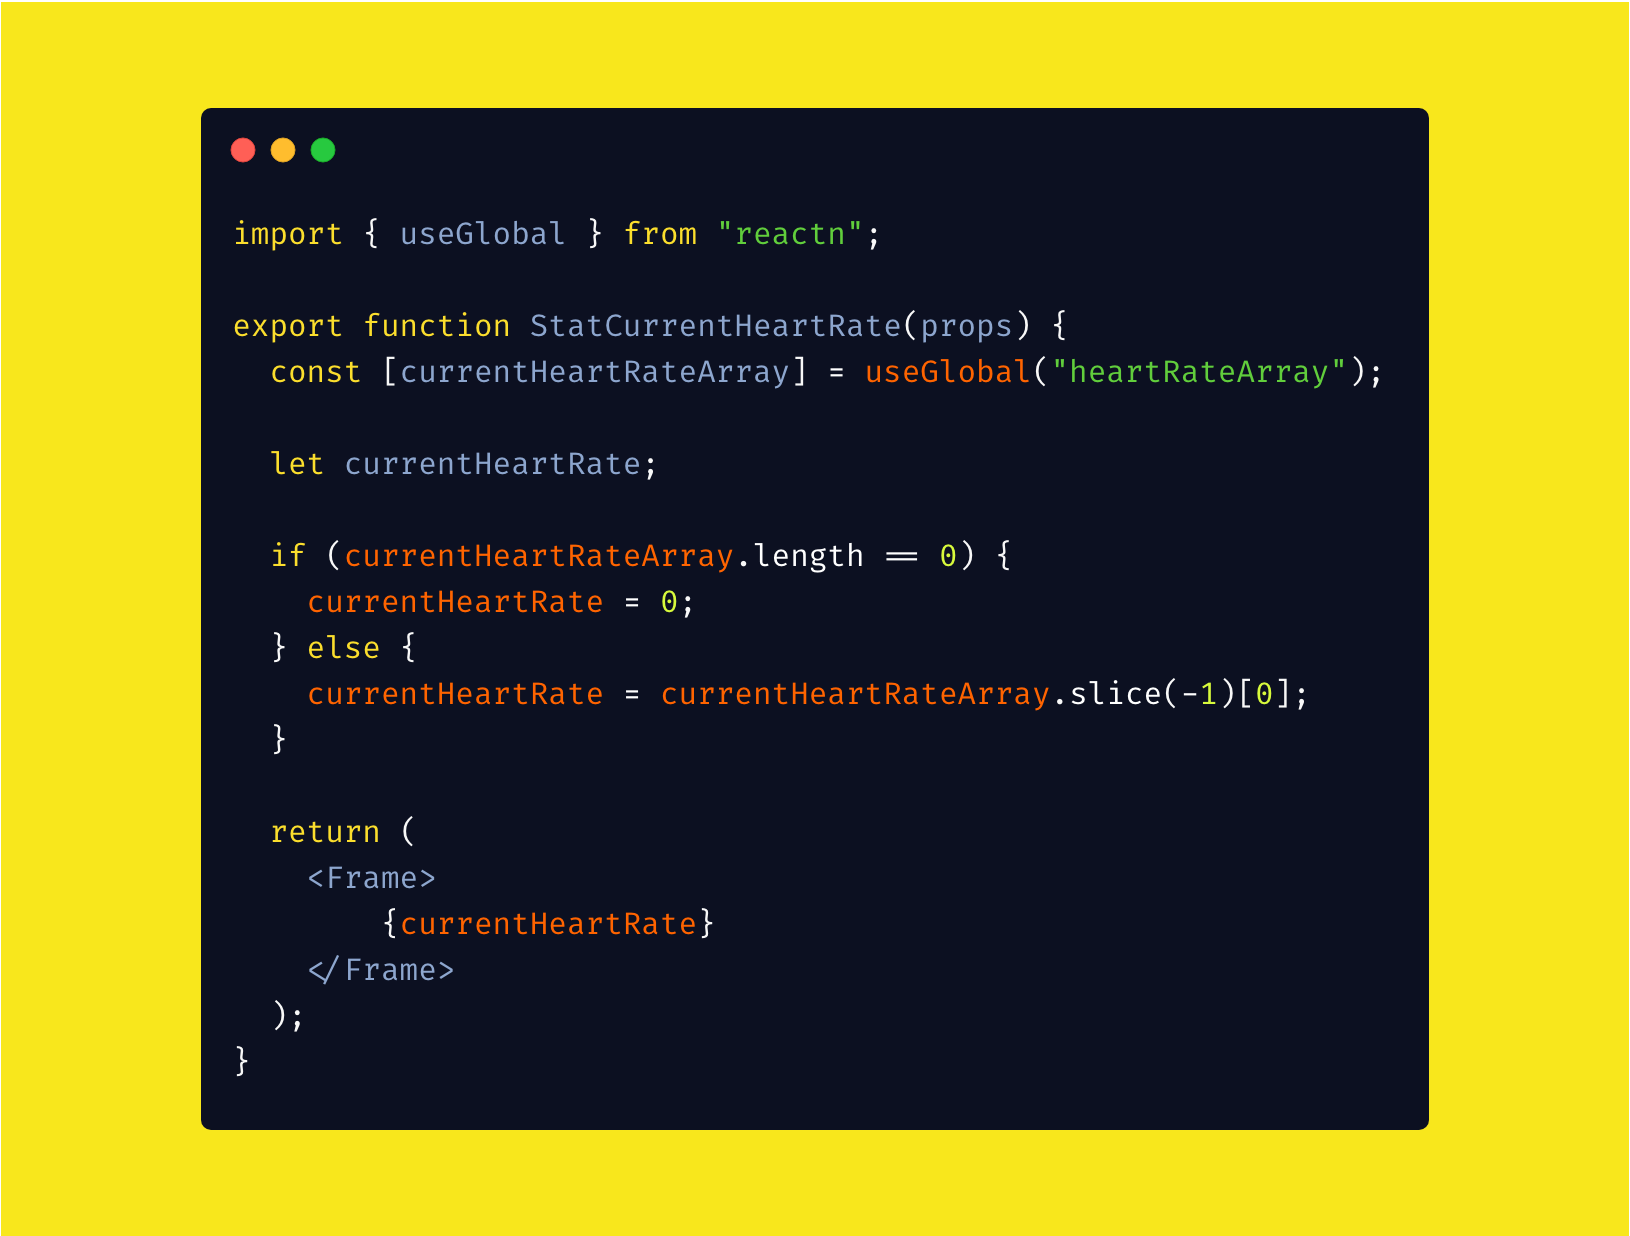 import { useGlobal } from "reactn";
export function StatCurrentHeartRate(props) {
const [currentHeartRateArray] = useGlobal("heartRateArray");
let currentHeartRate;
if (currentHeartRateArray.length == 0) {
currentHeartRate = 0;
} else {
currentHeartRate = currentHeartRateArray.slice(-1)[0];
}
return (
<Frame>
{currentHeartRate}
</Frame>
);
}